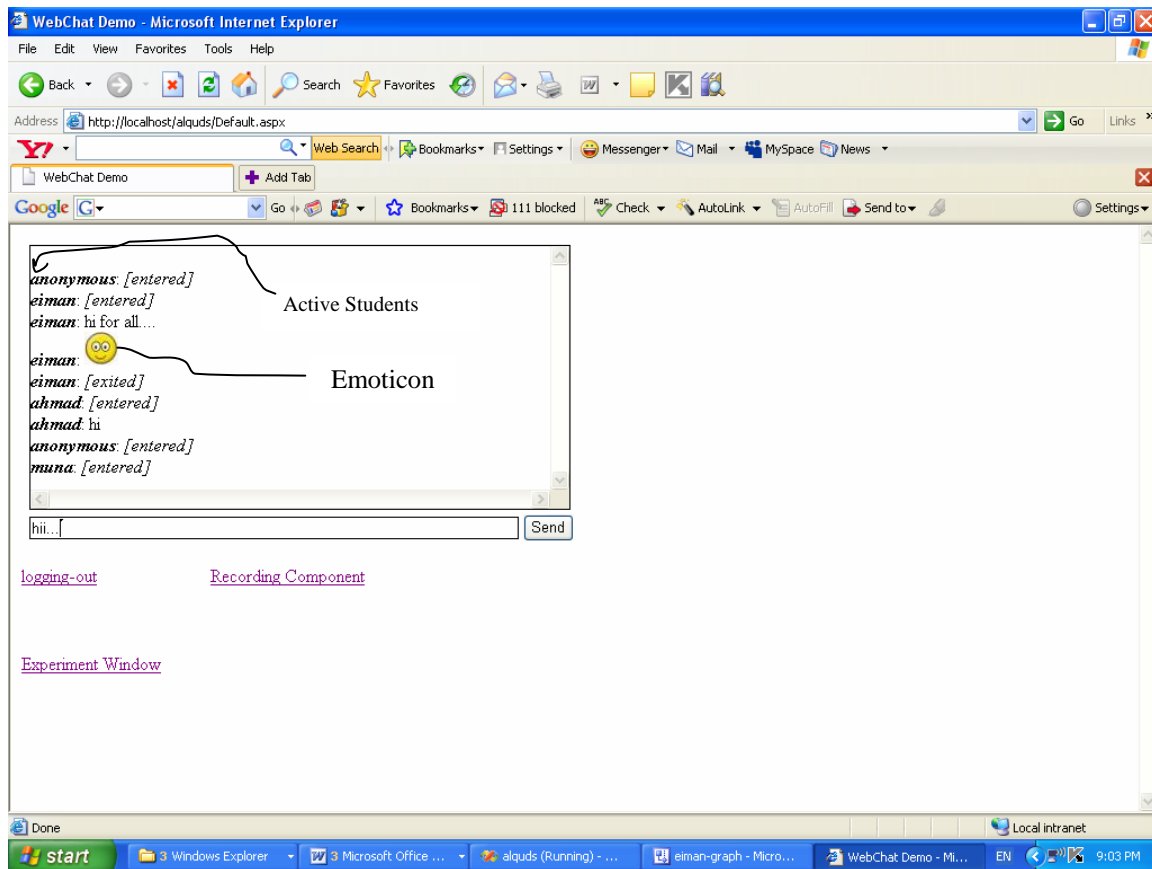 WebChat Demo - Microsoft Internet Explorer
File Edit View Favorites Tools Help
Back Search Favorites
Address http://localhost/alquds/Default.aspx Go Links »
Y! Web Search Bookmarks Settings Messenger Mail MySpace News
WebChat Demo Add Tab
Google G Go Bookmarks 111 blocked ABC Check AutoLink AutoFill Send to Settings
anonymous: [entered]
eiman: [entered]
Active Students
eiman: hi for all....
eiman:
Emoticon
eiman: [exited]
ahmad: [entered]
ahmad: hi
anonymous: [entered]
muna: [entered]
hii... Send
logging-out Recording Component
Experiment Window
Done Local intranet
start 3 Windows Explorer 3 Microsoft Office ... alquds (Running) - ... eiman-graph - Micro... WebChat Demo - Mi... EN 9:03 PM